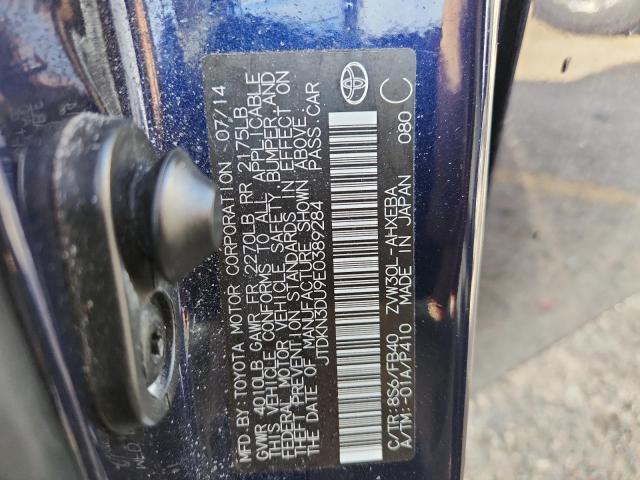 MFD.BY:TOYOTA MOTOR CORPORATION 07/14
GVWR 4010LB GAWR FR 2270LB RR 2175LB
THIS VEHICLE CONFORMS TO ALL APPLICABLE
FEDERAL MOTOR VEHICLE SAFETY, BUMPER, AND
THEFT PREVENTION STANDARDS IN EFFECT ON
THE DATE OF MANUFACTURE SHOWN ABOVE.
JTDKN3DU9E0389284 PASS CAR
C/TR:8S6/FB40 ZVW30L-AHXEBA 080 C
A/TM:-01A/P410 MADE IN JAPAN